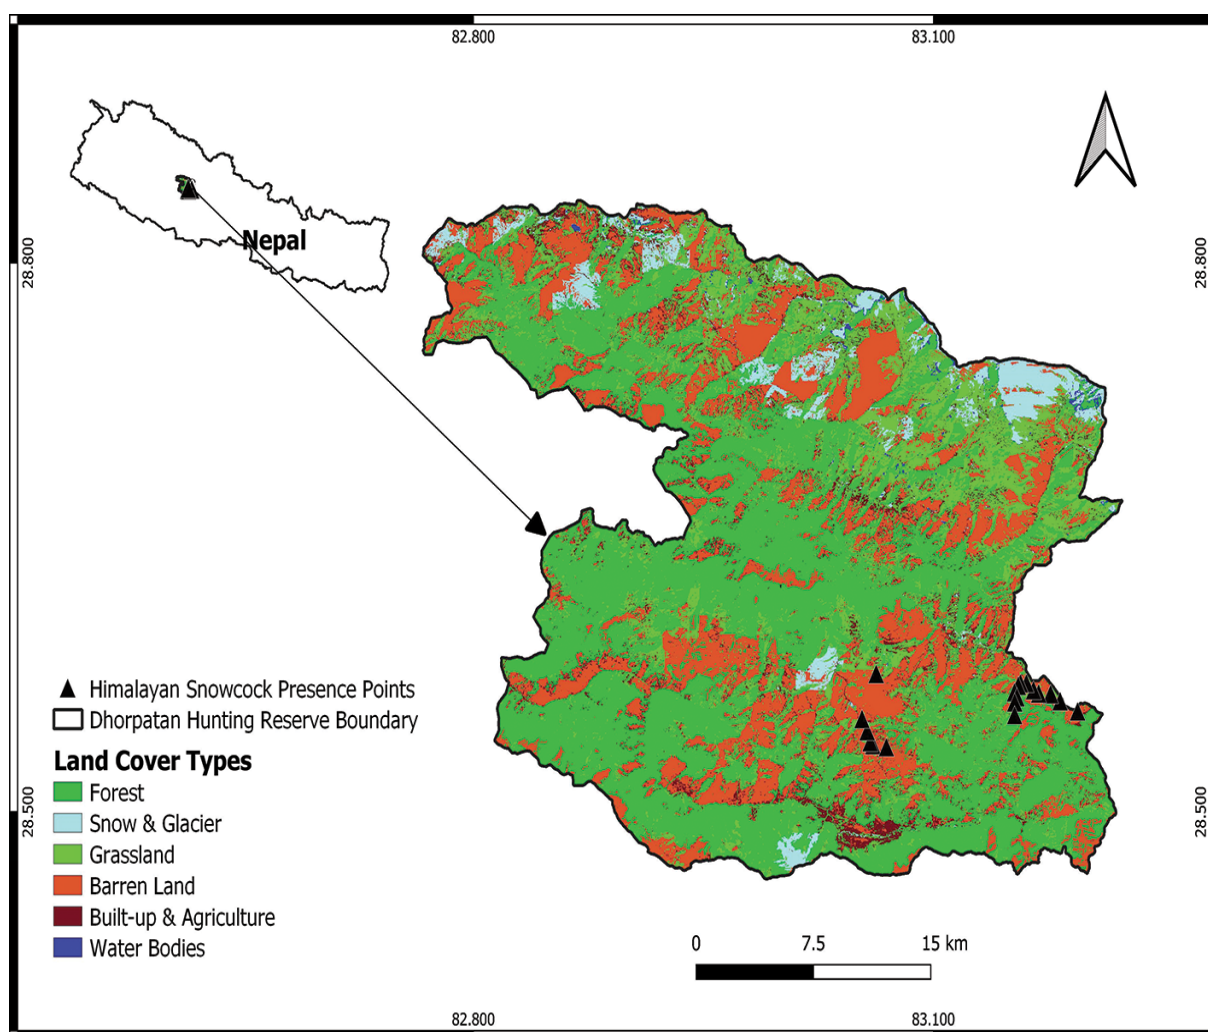 82.800 83.100
Nepal
28.800 28.800
Himalayan Snowcock Presence Points
Dhorpatan Hunting Reserve Boundary
Land Cover Types
Forest
Snow & Glacier
Grassland
Barren Land
Built-up & Agriculture
Water Bodies
28.500 28.500
0 7.5 15 km
82.800 83.100